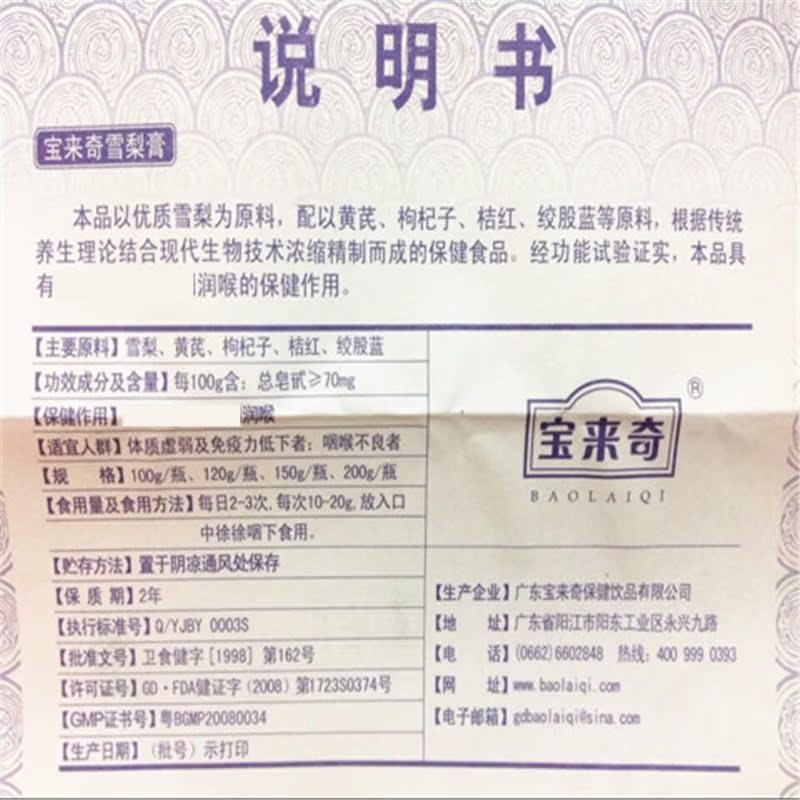 说明书
宝来奇雪梨膏
本品以优质雪梨为原料，配以黄芪、枸杞子、桔红、绞股蓝等原料，根据传统
养生理论结合现代生物技术浓缩精制而成的保健食品。经功能试验证实，本品具
有 润喉的保健作用。
【主要原料】雪梨、黄芪、枸杞子、桔红、绞股蓝
【功效成分及含量】每100g含：总皂甙≥70mg
【保健作用】 润喉
【适宜人群】体质虚弱及免疫力低下者；咽喉不良者
【规 格】100g/瓶、120g/瓶、150g/瓶、200g/瓶
【食用量及食用方法】每日2-3次,每次10-20g,放入口
中徐徐咽下食用。
【贮存方法】置于阴凉通风处保存
【保 质 期】2年
【执行标准号】Q/YJBY 0003S
【批准文号】卫食健字[1998] 第162号
【许可证号】GD·FDA健证字(2008) 第1723S0374号
【GMP证书号】粤BGMP20080034
【生产日期】（批号）示打印
宝来奇®
BAOLAIQI
【生产企业】广东宝来奇保健饮品有限公司
【地 址】广东省阳江市阳东工业区永兴九路
【电 话】(0662)6602848 热线：400 999 0393
【网 址】www.baolaiqi.com
【电子邮箱】gdbaolaiqi@sina.com